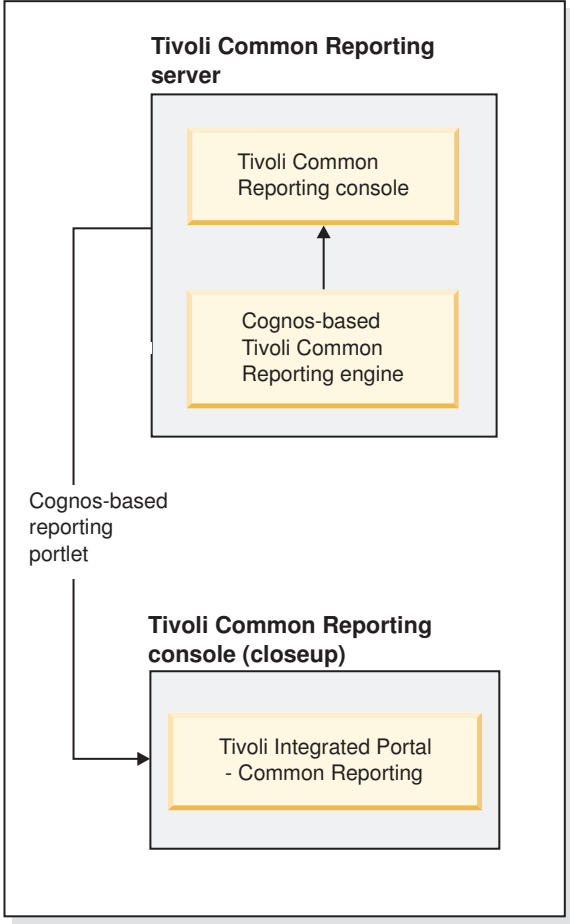 Tivoli Common Reporting
server
Tivoli Common
Reporting console
Cognos-based
Tivoli Common
Reporting engine
Cognos-based
reporting
portlet
Tivoli Common Reporting
console (closeup)
Tivoli Integrated Portal
- Common Reporting